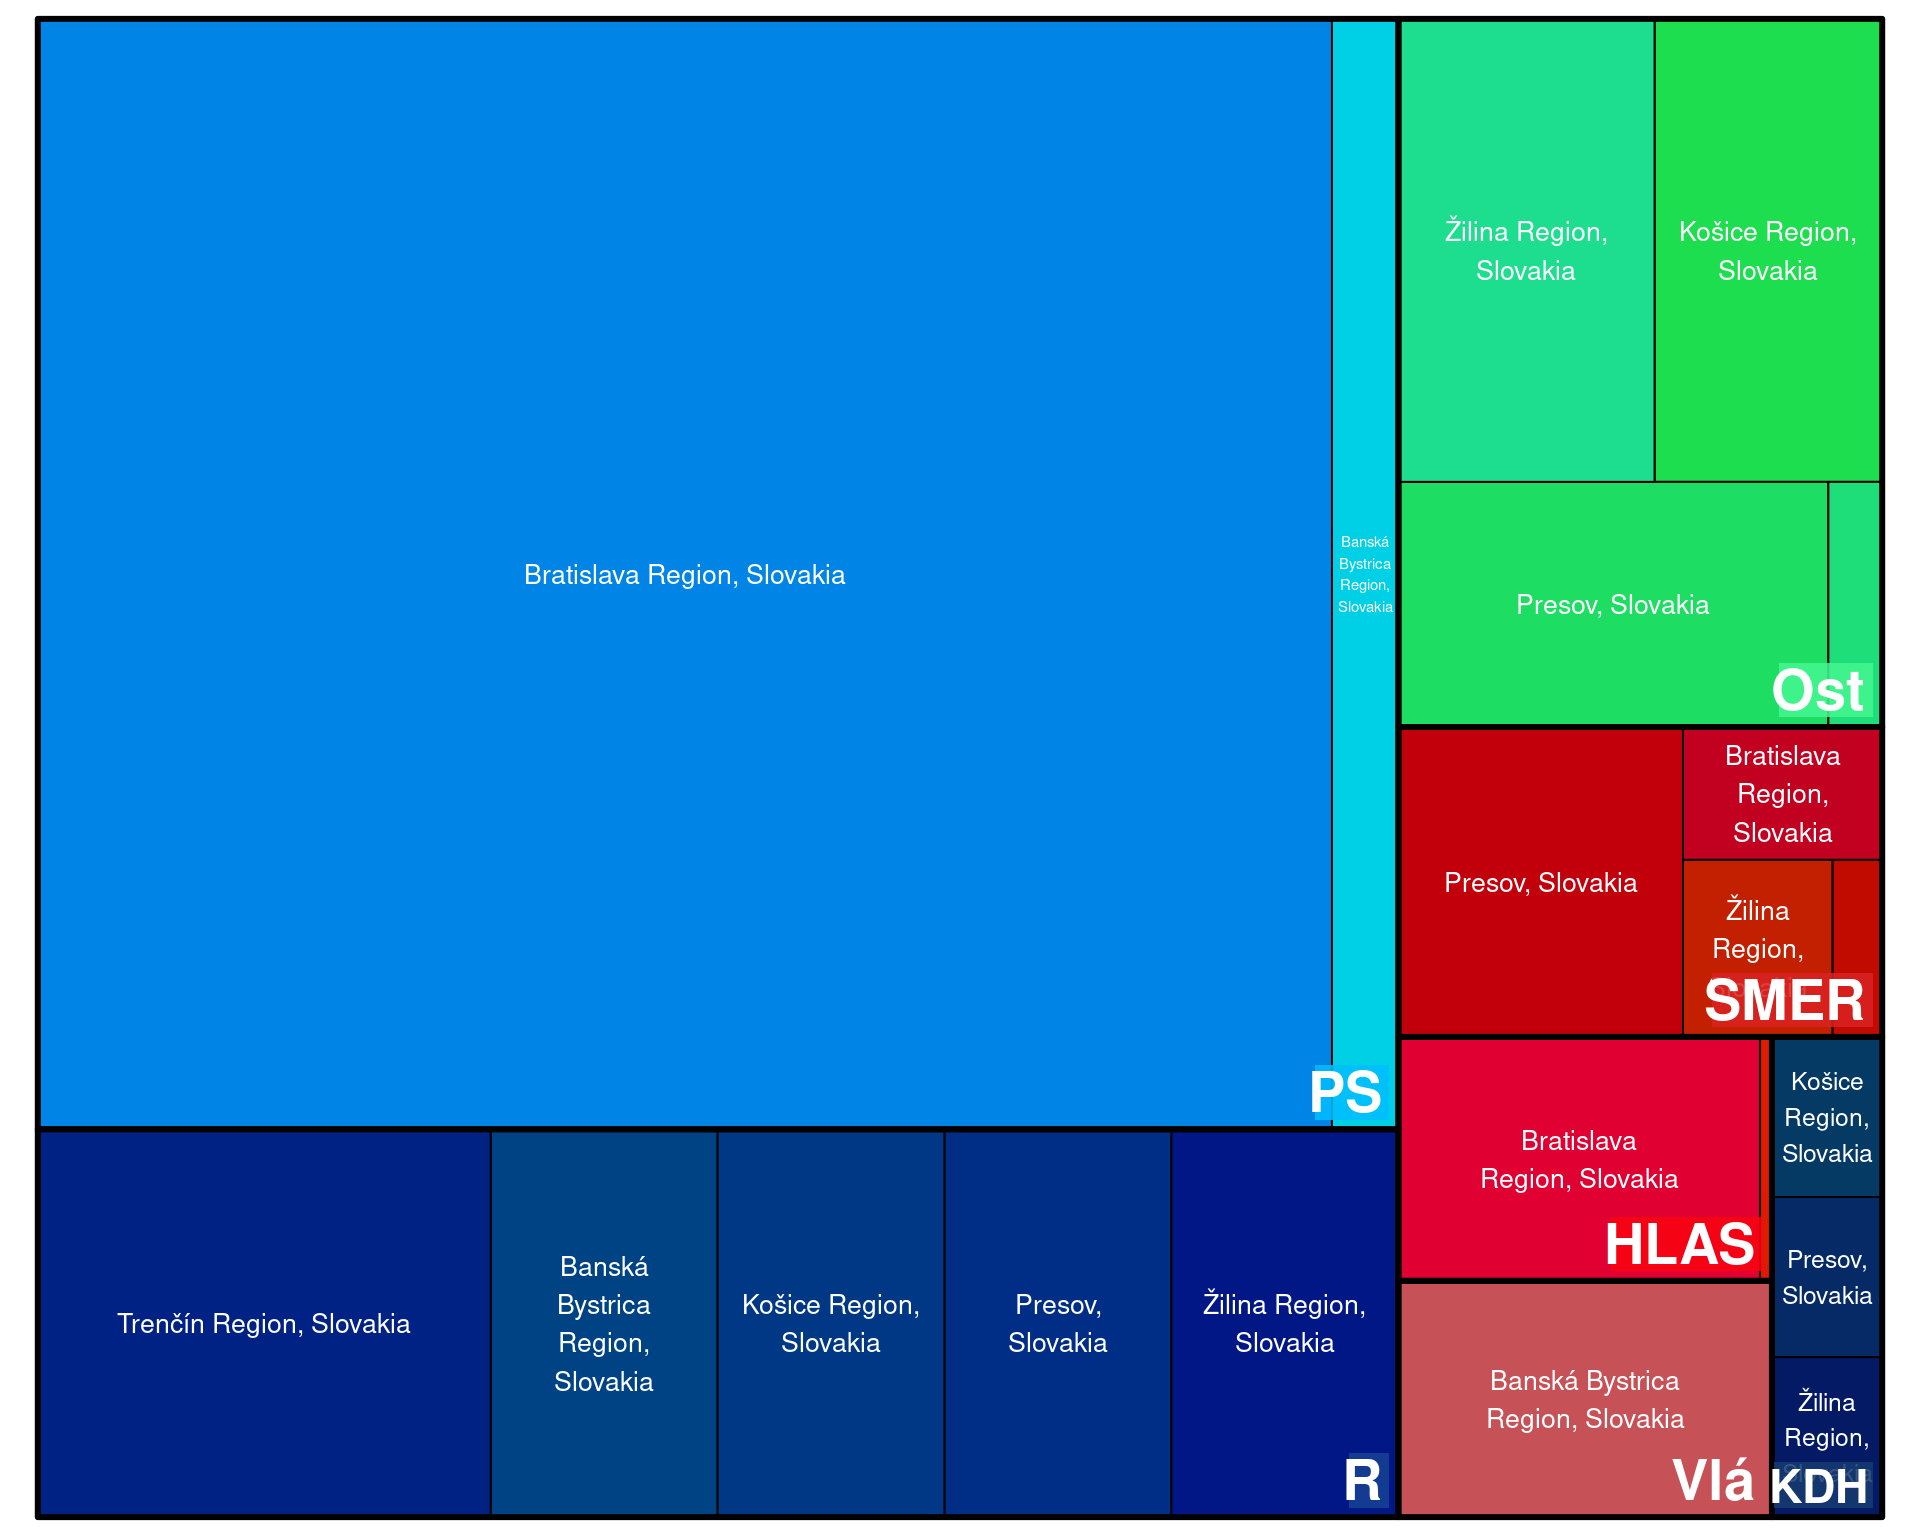 Bratislava Region, Slovakia
Banská
Bystrica
Region,
Slovakia
PS
Trenčín Region, Slovakia
Banská
Bystrica
Region,
Slovakia
Košice Region,
Slovakia
Presov,
Slovakia
Žilina Region,
Slovakia
R
Žilina Region,
Slovakia
Košice Region,
Slovakia
Presov, Slovakia
Ost
Presov, Slovakia
Bratislava
Region,
Slovakia
Žilina
Region,
SMER
Bratislava
Region, Slovakia
HLAS
Banská Bystrica
Region, Slovakia
Vlá
Košice
Region,
Slovakia
Presov,
Slovakia
Žilina
Region,
KDH